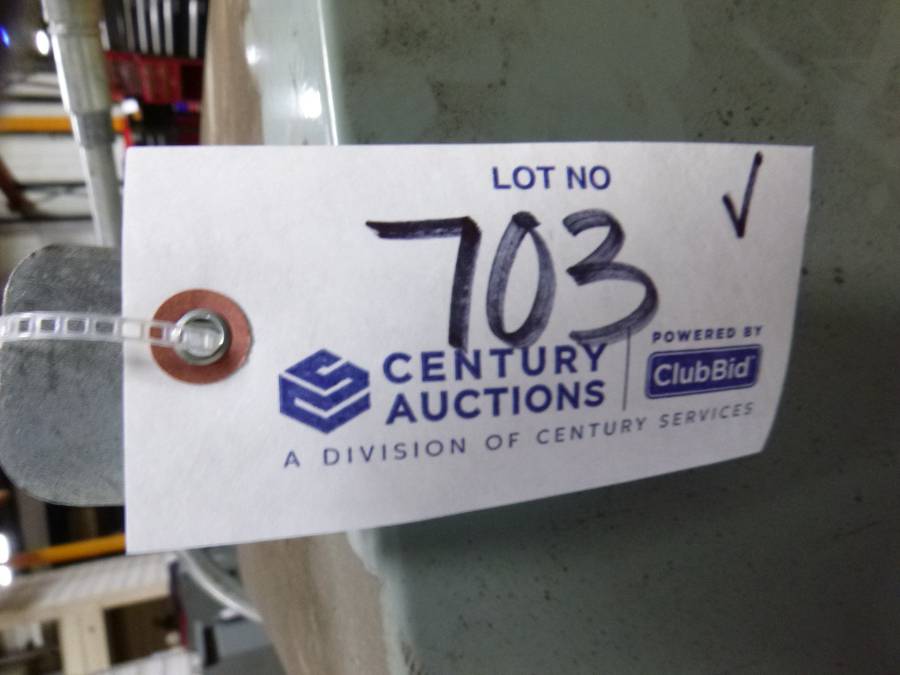 LOT NO
703 √
CENTURY
AUCTIONS
POWERED BY
ClubBid
A DIVISION OF CENTURY SERVICES